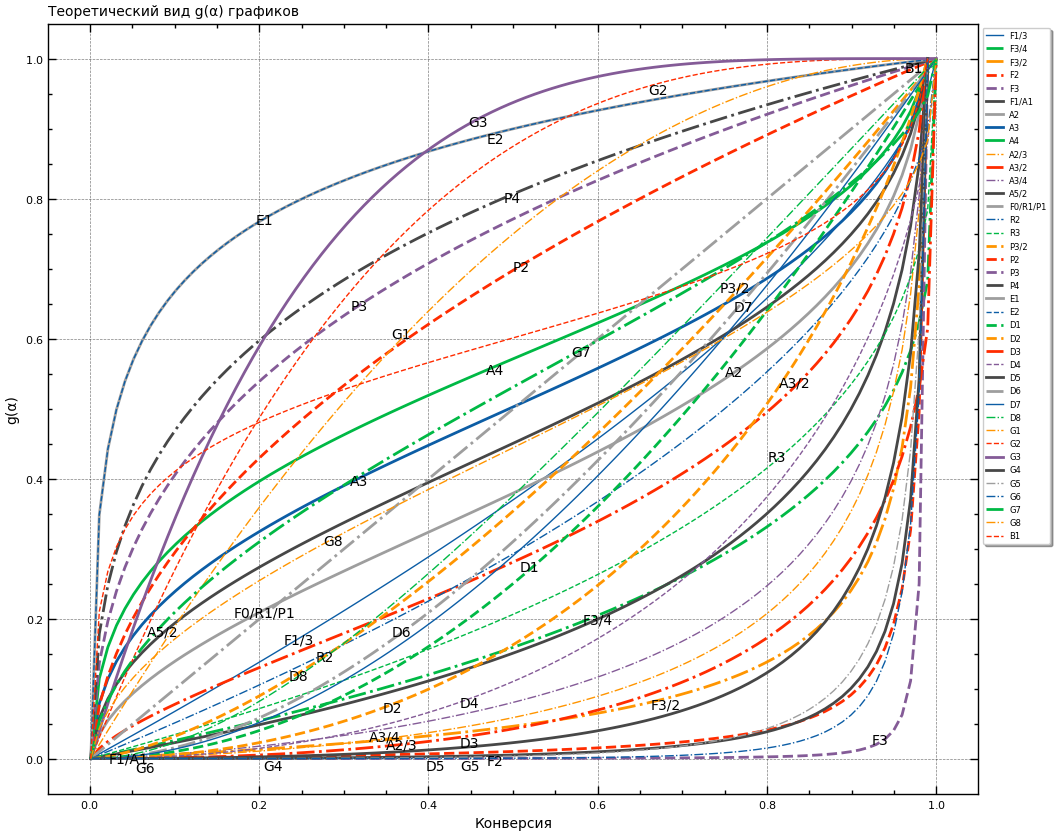 Теоретический вид g(α) графиков
g(α)
1.0
0.8
0.6
0.4
0.2
0.0
0.0 0.2 0.4 0.6 0.8 1.0
Конверсия
B1
G2
G3
E2
E1
P4
P2
P3
G1
P3/2
D7
A4
G7
A2
A3/2
A3
R3
G8
D1
F0/R1/P1
A5/2
F1/3
D6
F3/4
R2
D8
D2
D4
F3/2
A3/4
A2/3
D3
F3
F1/A1
G6
G4
D5
G5
F2
F1/3
F3/4
F3/2
F2
F3
F1/A1
A2
A3
A4
A2/3
A3/2
A3/4
A5/2
F0/R1/P1
R2
R3
P3/2
P2
P3
P4
E1
E2
D1
D2
D3
D4
D5
D6
D7
D8
G1
G2
G3
G4
G5
G6
G7
G8
B1